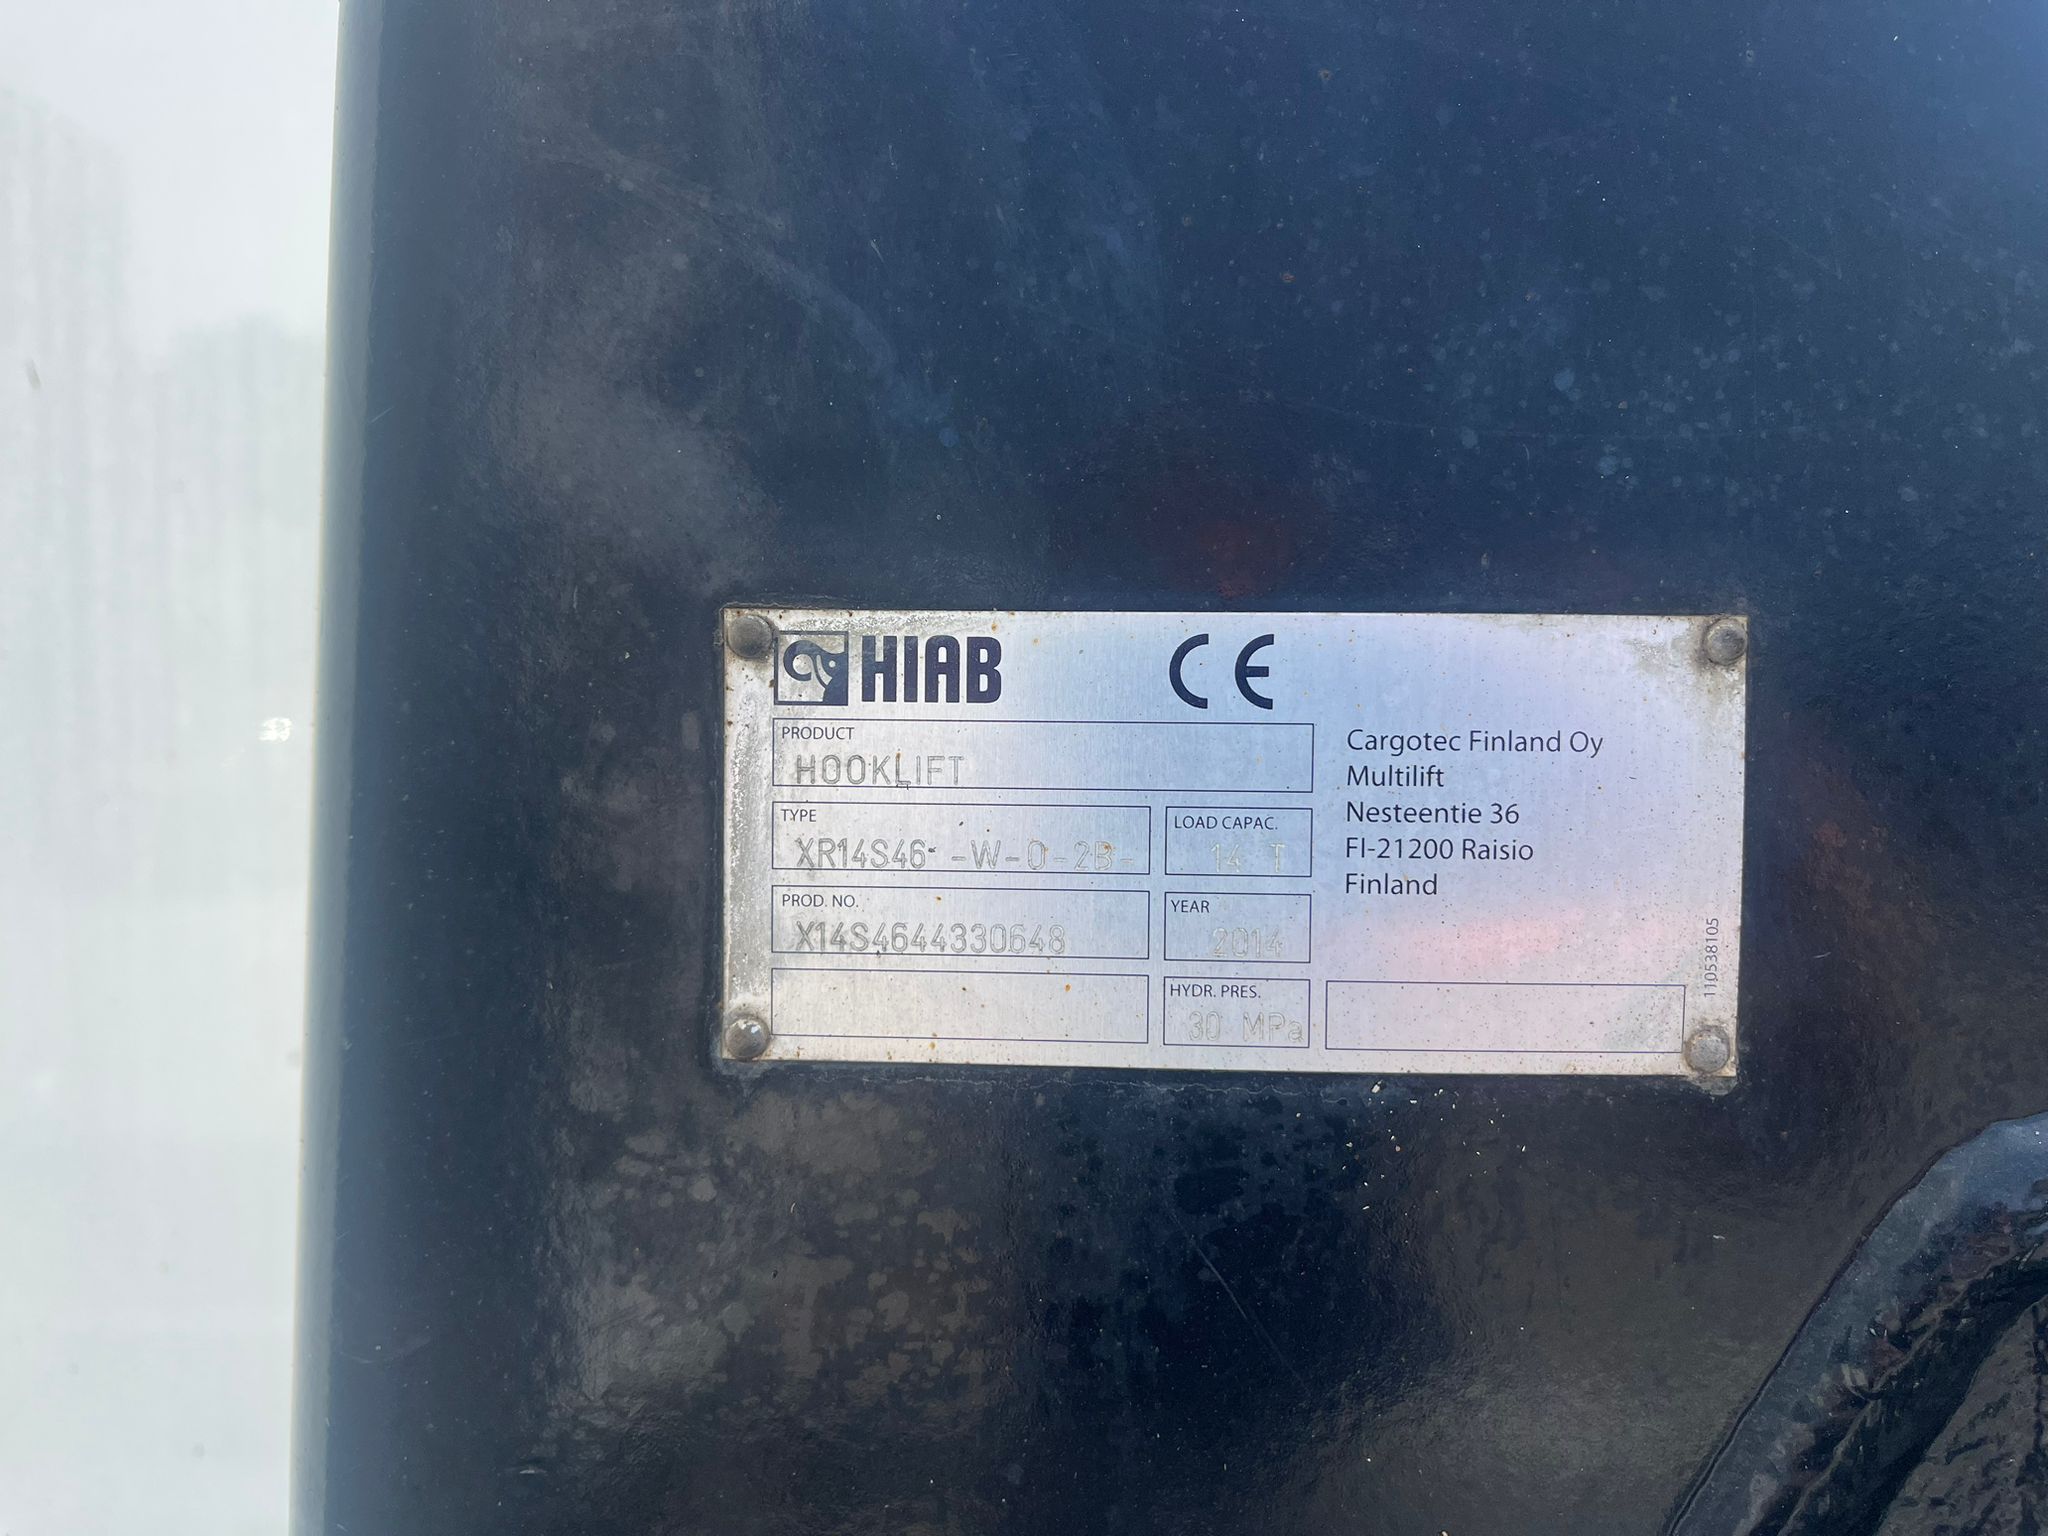 HIAB
CE
PRODUCT
HOOKLIFT
TYPE
XR14S46 -W-0-2B-
LOAD CAPAC.
14 T
PROD. NO.
X14S4644330648
YEAR
2014
HYDR. PRES.
30 MPa
Cargotec Finland Oy
Multilift
Nesteentie 36
FI-21200 Raisio
Finland
110538105